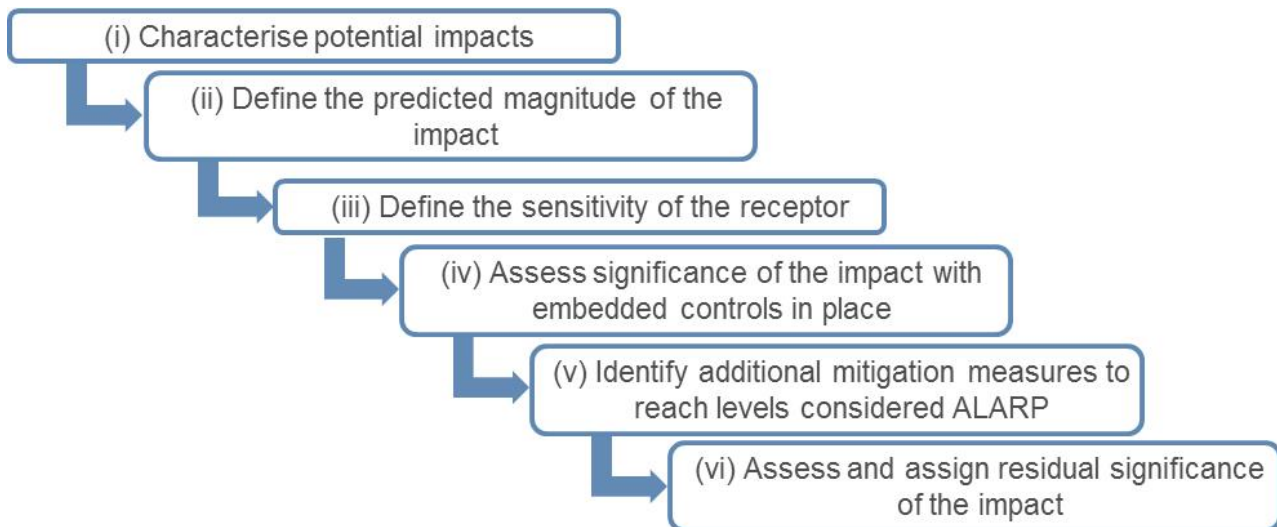 (i) Characterise potential impacts
(ii) Define the predicted magnitude of the
impact
(iii) Define the sensitivity of the receptor
(iv) Assess significance of the impact with
embedded controls in place
(v) Identify additional mitigation measures to
reach levels considered ALARP
(vi) Assess and assign residual significance
of the impact